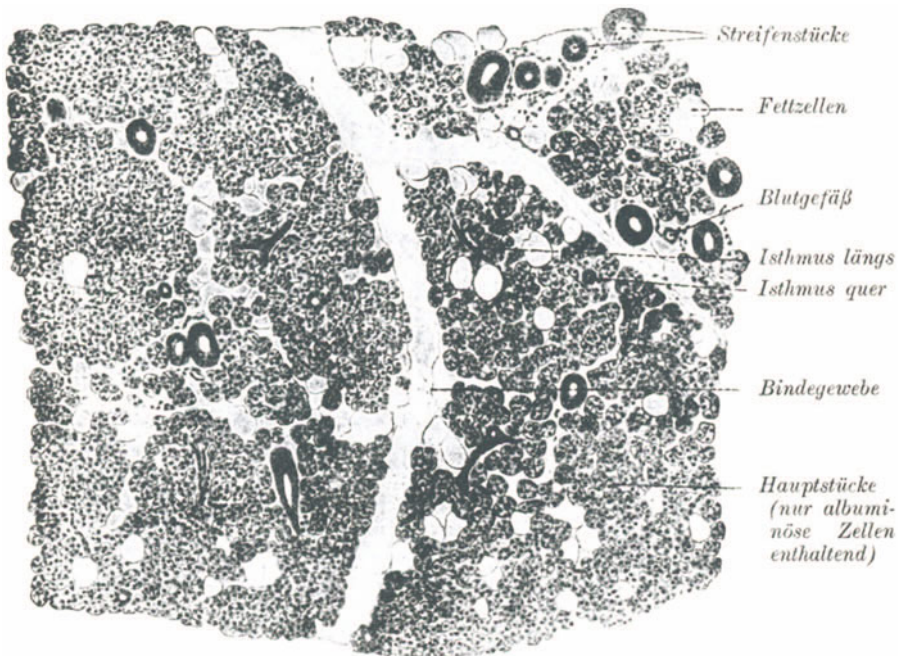 Streifenstücke
Fettzellen
Blutgefäß
Isthmus längs
Isthmus quer
Bindegewebe
Hauptstücke
(nur albumi-
nöse Zellen
enthaltend)